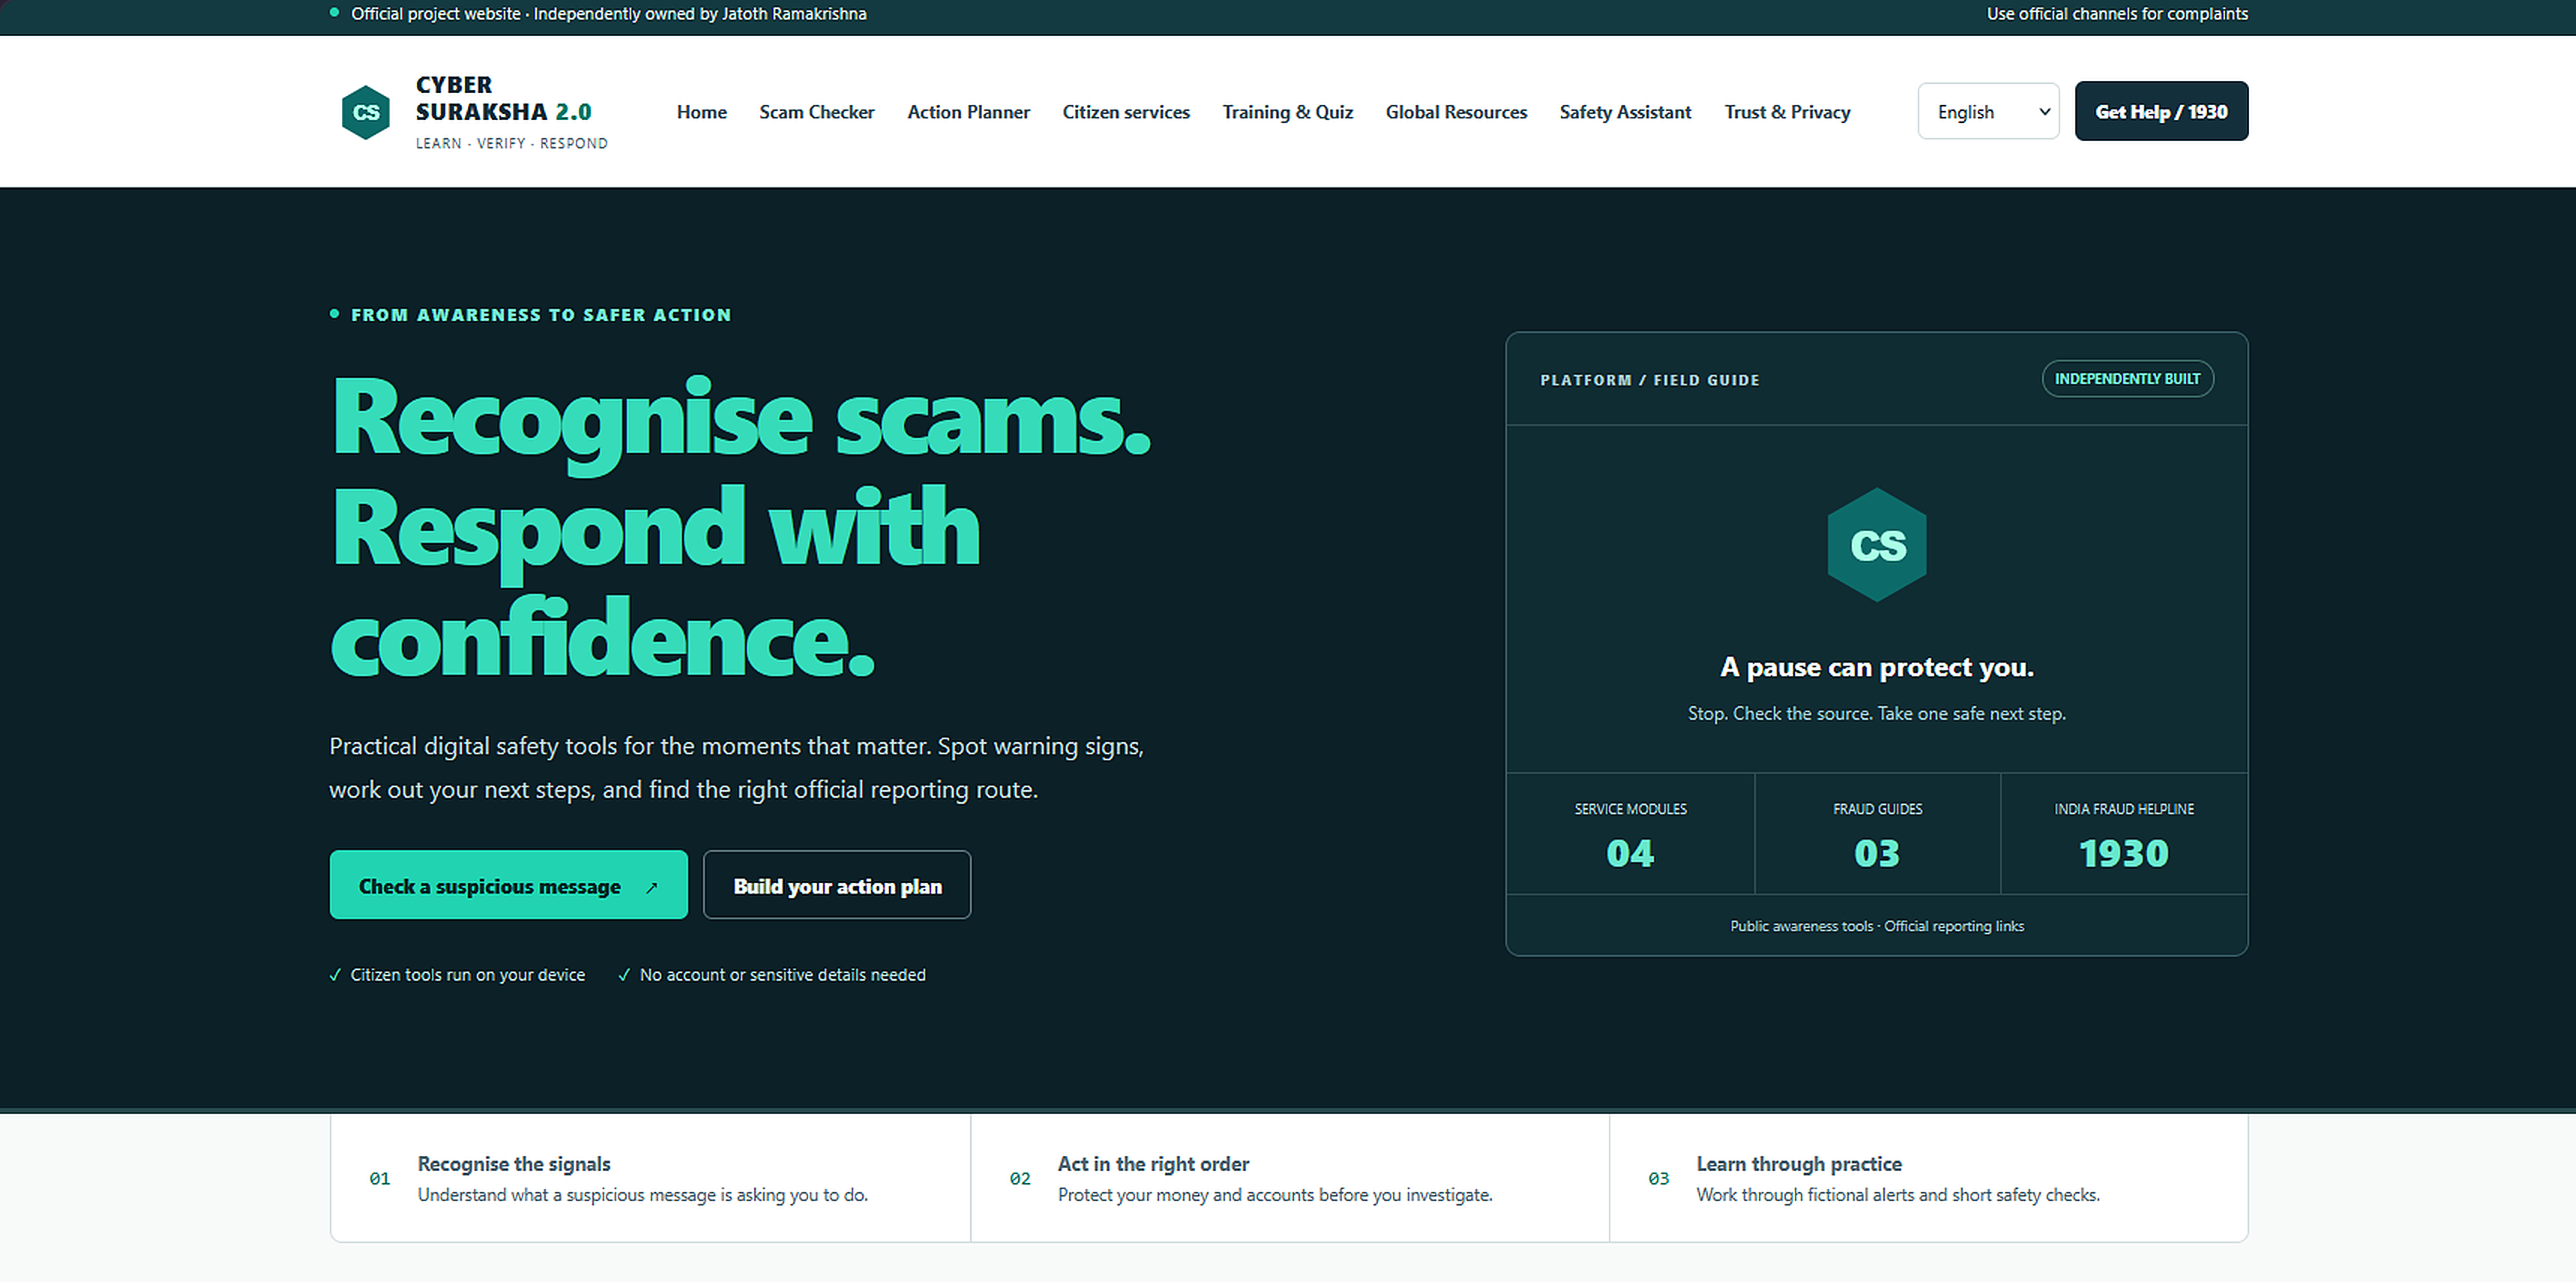 Official project website · Independently owned by Jatoth Ramakrishna
Use official channels for complaints
CS
CYBER
SURAKSHA 2.0
LEARN · VERIFY · RESPOND
Home
Scam Checker
Action Planner
Citizen services
Training & Quiz
Global Resources
Safety Assistant
Trust & Privacy
English
Get Help / 1930
FROM AWARENESS TO SAFER ACTION
Recognise scams.
Respond with
confidence.
Practical digital safety tools for the moments that matter. Spot warning signs,
work out your next steps, and find the right official reporting route.
Check a suspicious message ↗
Build your action plan
✓ Citizen tools run on your device
✓ No account or sensitive details needed
PLATFORM / FIELD GUIDE
INDEPENDENTLY BUILT
CS
A pause can protect you.
Stop. Check the source. Take one safe next step.
SERVICE MODULES
04
FRAUD GUIDES
03
INDIA FRAUD HELPLINE
1930
Public awareness tools · Official reporting links
01
Recognise the signals
Understand what a suspicious message is asking you to do.
02
Act in the right order
Protect your money and accounts before you investigate.
03
Learn through practice
Work through fictional alerts and short safety checks.